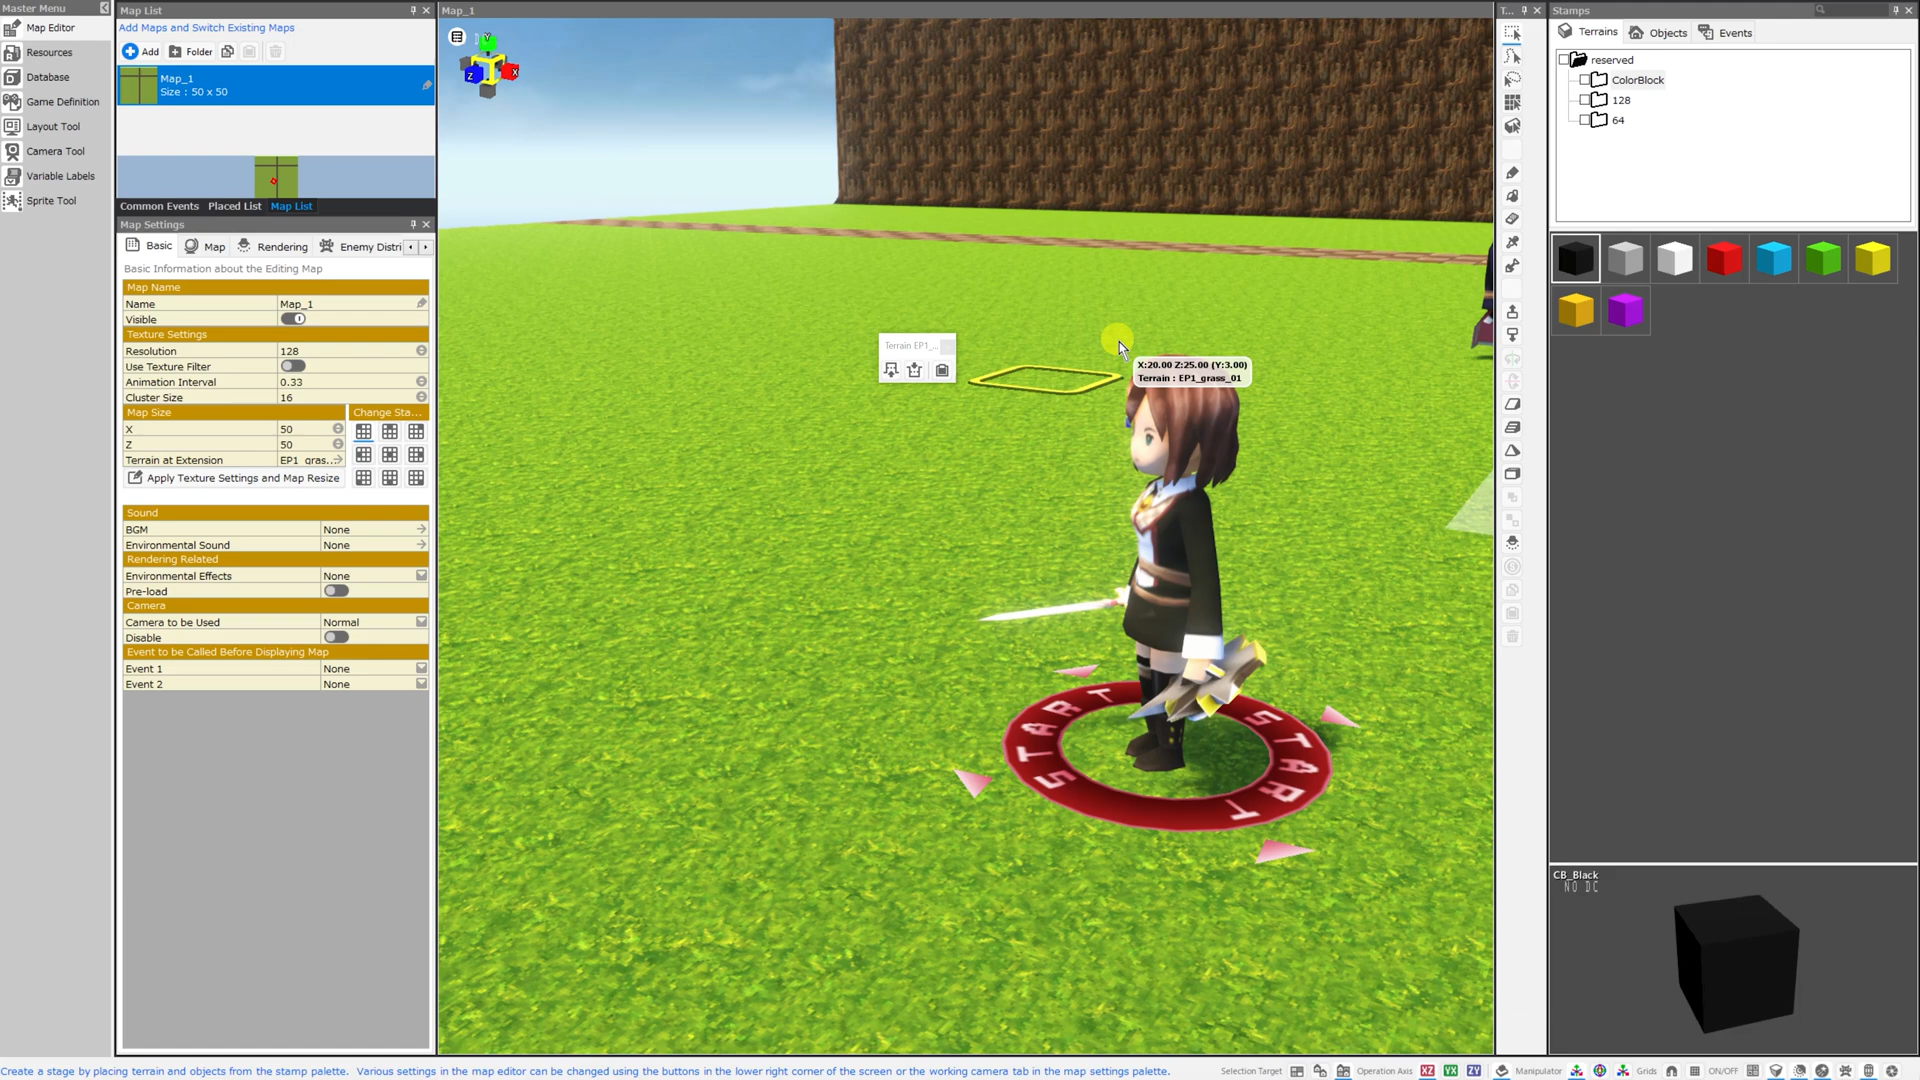 Master Menu
Map Editor
Resources
Database
Game Definition
Layout Tool
Camera Tool
Variable Labels
Sprite Tool
Map List
Add Maps and Switch Existing Maps
Add
Folder
Map_1
Size : 50 x 50
Common Events
Placed List
Map List
Map Settings
Basic
Map
Rendering
Enemy Distri
Basic Information about the Editing Map
Map Name
Name Map_1
Visible
Texture Settings
Resolution 128
Use Texture Filter
Animation Interval 0.33
Cluster Size 16
Map Size
Change Sta...
X 50
Z 50
Terrain at Extension EP1_gras...
Apply Texture Settings and Map Resize
Sound
BGM None
Environmental Sound None
Rendering Related
Environmental Effects None
Pre-load
Camera
Camera to be Used Normal
Disable
Event to be Called Before Displaying Map
Event 1 None
Event 2 None
Map_1
Y
Z
X
Terrain EP1_...
X:20.00 Z:25.00 (Y:3.00)
Terrain : EP1_grass_01
START
START
T...
Stamps
Terrains
Objects
Events
reserved
ColorBlock
128
64
CB_Black
NO DC
Create a stage by placing terrain and objects from the stamp palette. Various settings in the map editor can be changed using the buttons in the lower right corner of the screen or the working camera tab in the map settings palette.
Selection Target
Operation Axis
XZ
YX
ZY
Manipulator
Grids
ON/OFF